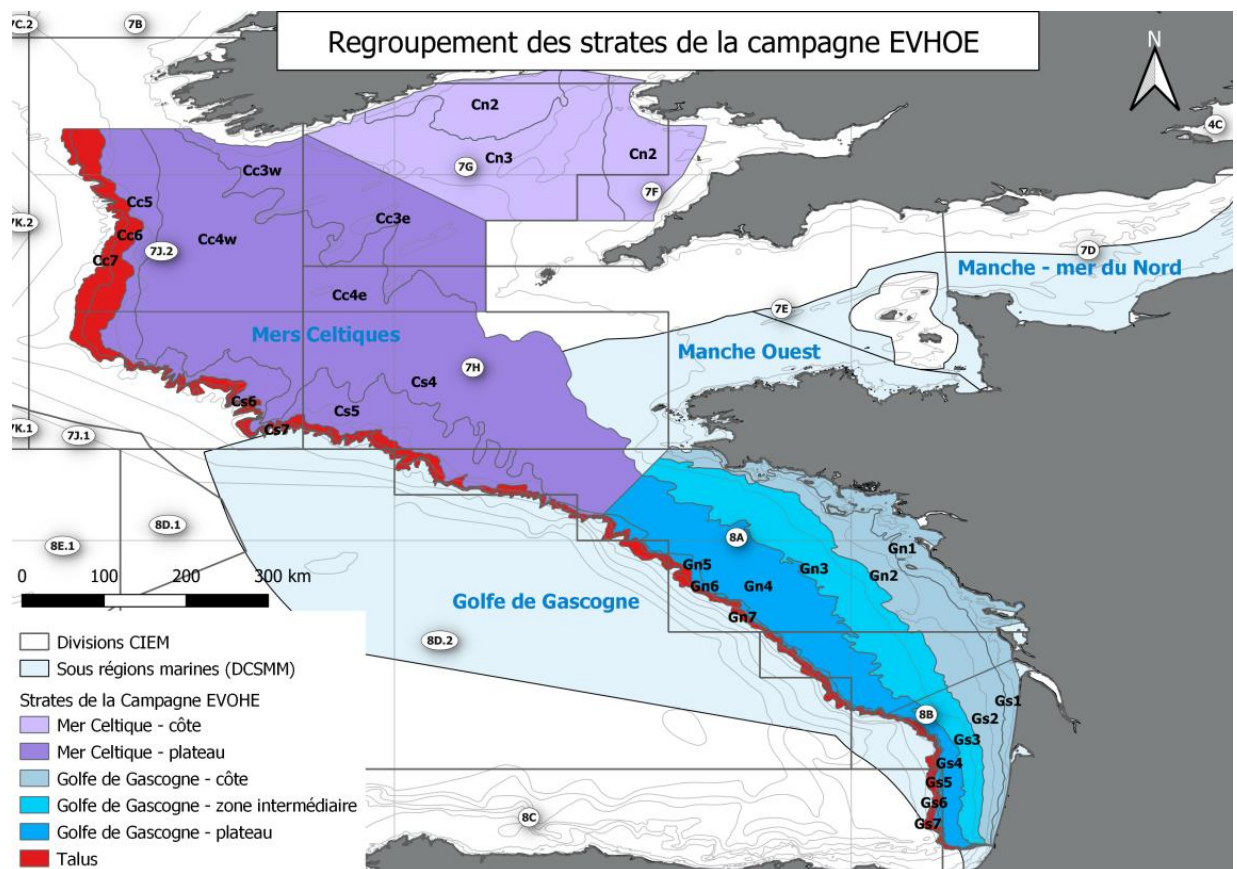 Regroupement des strates de la campagne EVHOE
N
7C.2
7B
4C
Cn2
Cn3
Cn2
7G
7F
Cc3w
Cc5
Cc3e
7K.2
Cc6
Cc4w
7J.2
Cc7
7D
Manche - mer du Nord
Cc4e
7E
Mers Celtiques
Manche Ouest
7H
Cs4
Cs6
Cs5
Cs7
7K.1
7J.1
8D.1
8E.1
8A
Gn1
Gn5
Gn3
Gn2
Gn6
Gn4
Gn7
Golfe de Gascogne
8D.2
0 100 200 300 km
Gs1
Gs2
8B
Gs3
Gs4
Gs5
Gs6
Gs7
8C
Divisions CIEM
Sous régions marines (DCSMM)
Strates de la Campagne EVOHE
Mer Celtique - côte
Mer Celtique - plateau
Golfe de Gascogne - côte
Golfe de Gascogne - zone intermédiaire
Golfe de Gascogne - plateau
Talus